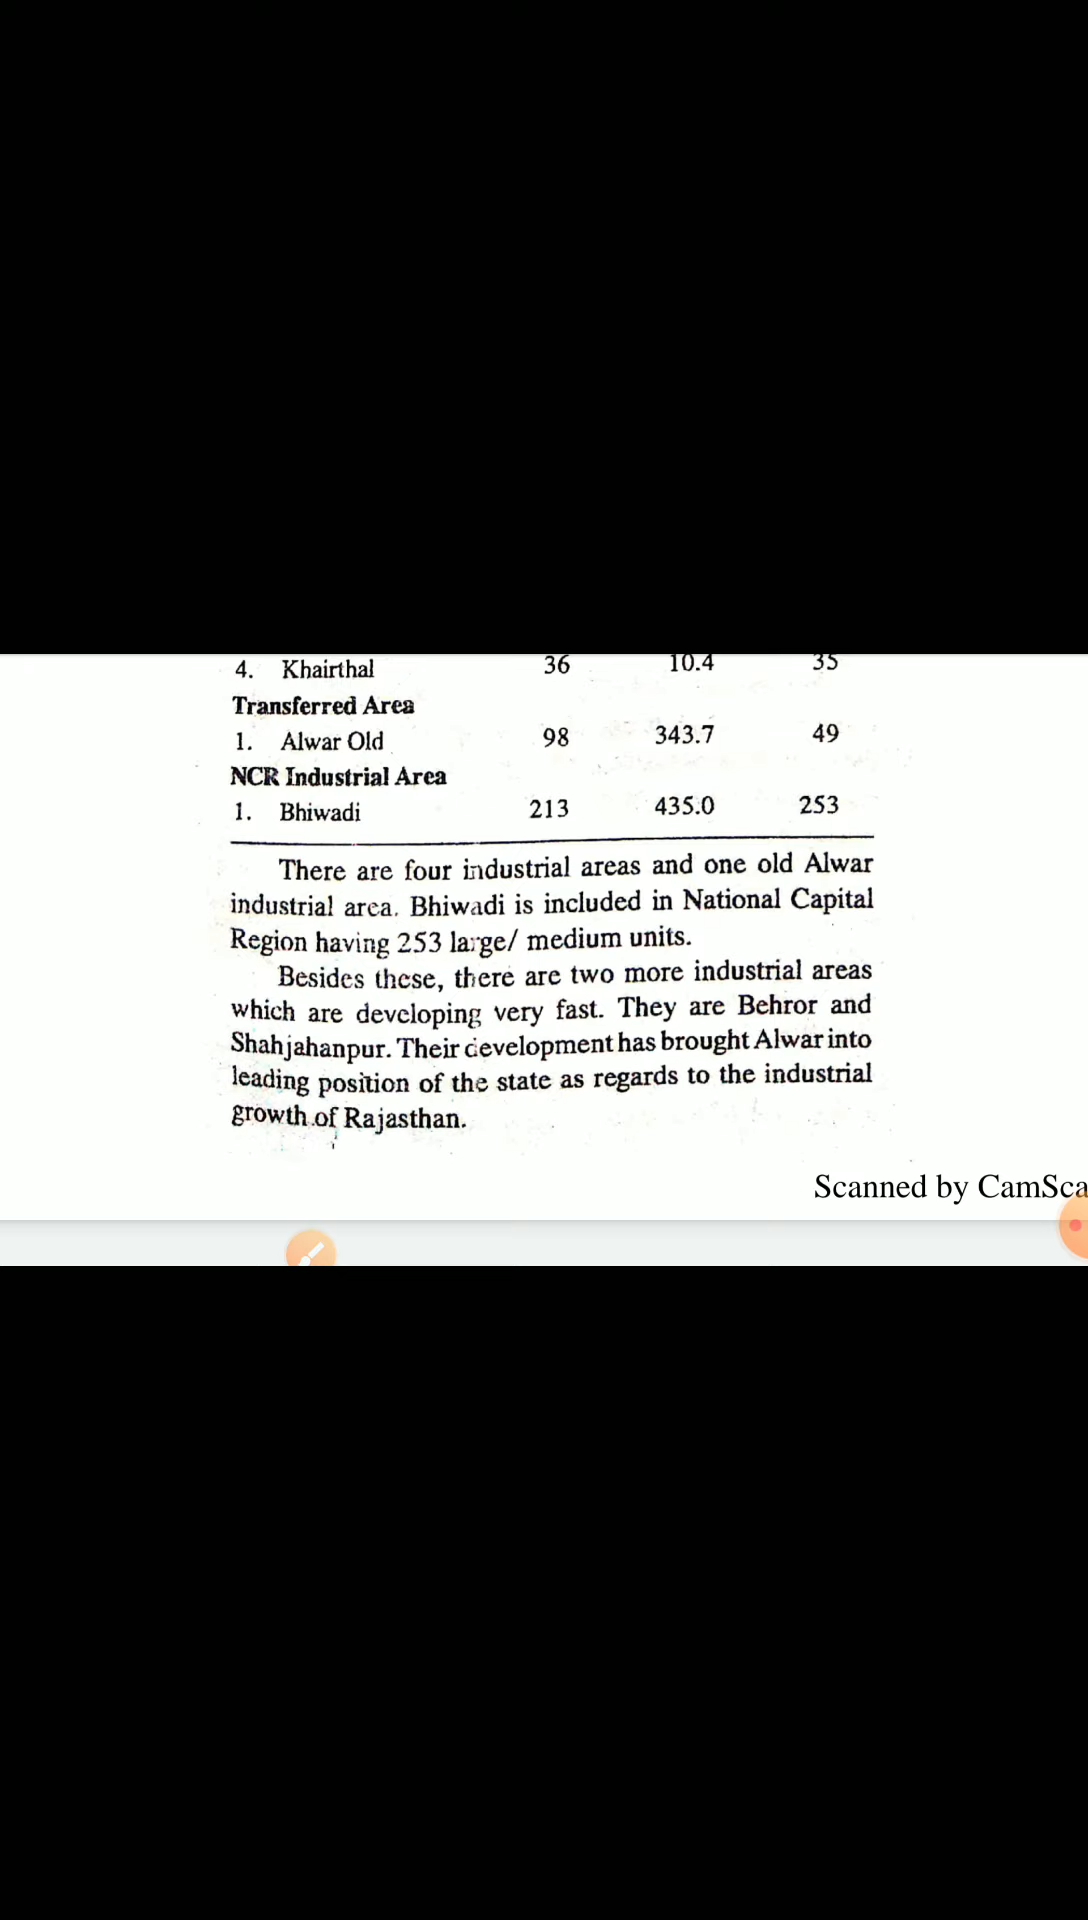 4. Khairthal 36 10.4 35
Transferred Area
1. Alwar Old 98 343.7 49
NCR Industrial Area
1. Bhiwadi 213 435.0 253
There are four industrial areas and one old Alwar
industrial area. Bhiwadi is included in National Capital
Region having 253 large/ medium units.
Besides these, there are two more industrial areas
which are developing very fast. They are Behror and
Shahjahanpur. Their development has brought Alwar into
leading position of the state as regards to the industrial
growth of Rajasthan.
Scanned by CamSca